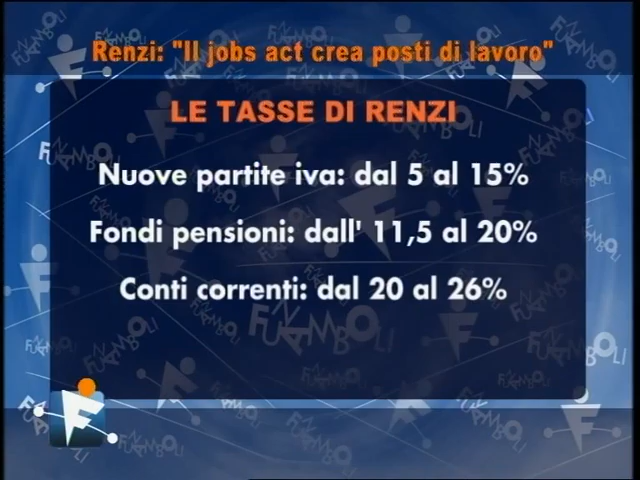 Renzi: "Il jobs act crea posti di lavoro"
LE TASSE DI RENZI
Nuove partite iva: dal 5 al 15%
Fondi pensioni: dall' 11,5 al 20%
Conti correnti: dal 20 al 26%
FUNAMBOLI
F